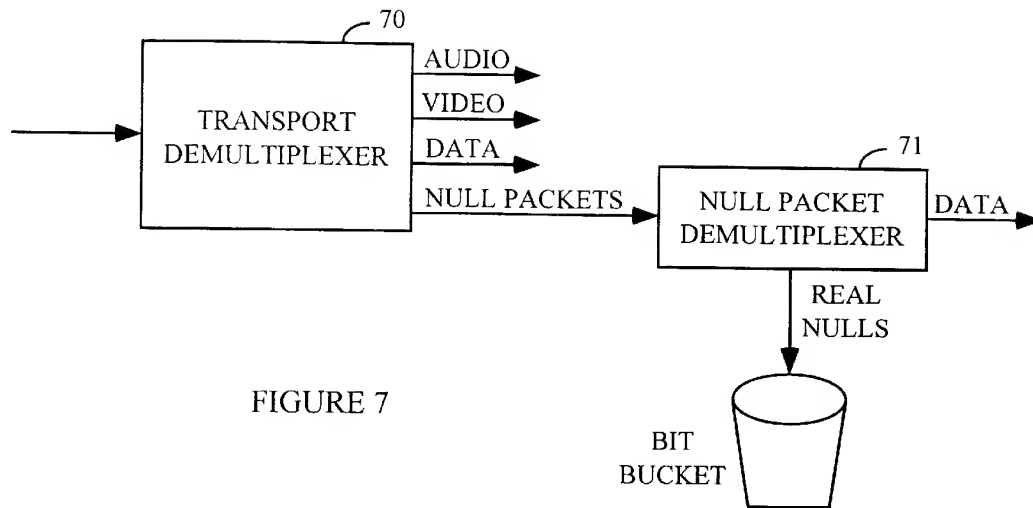 70
TRANSPORT
DEMULTIPLEXER
AUDIO
VIDEO
DATA
NULL PACKETS
71
NULL PACKET
DEMULTIPLEXER
DATA
REAL
NULLS
FIGURE 7
BIT
BUCKET